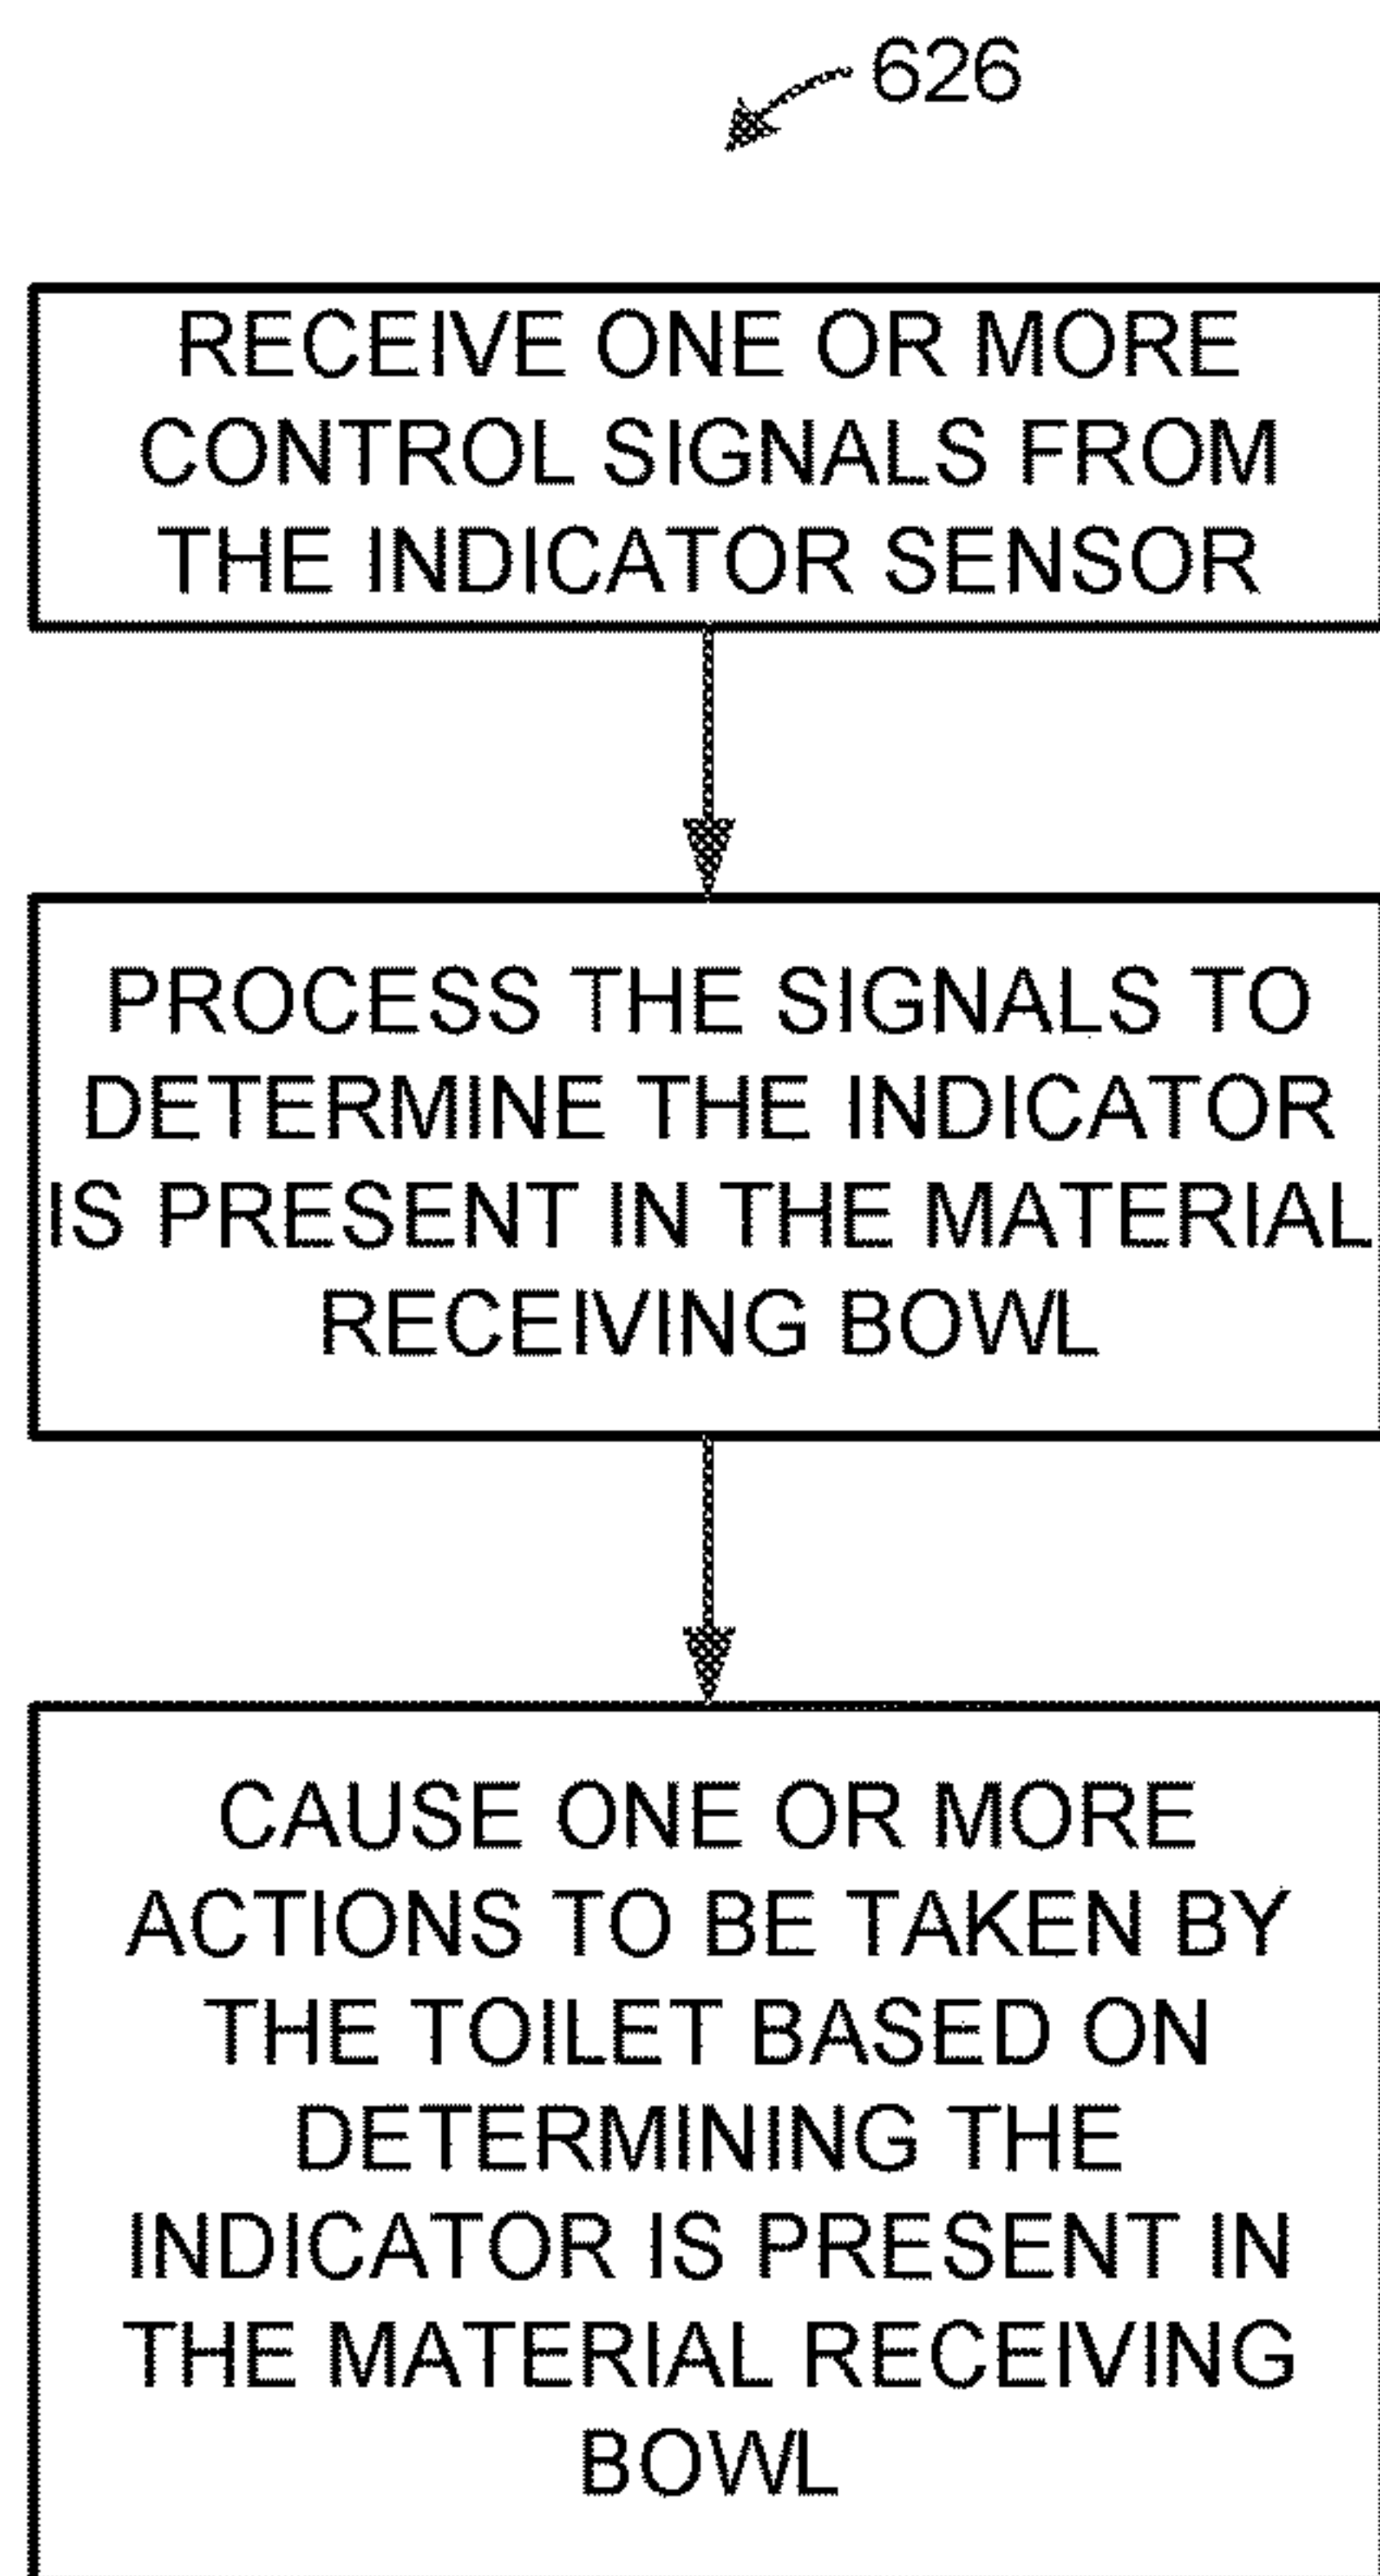 626
RECEIVE ONE OR MORE
CONTROL SIGNALS FROM
THE INDICATOR SENSOR
PROCESS THE SIGNALS TO
DETERMINE THE INDICATOR
IS PRESENT IN THE MATERIAL
RECEIVING BOWL
CAUSE ONE OR MORE
ACTIONS TO BE TAKEN BY
THE TOILET BASED ON
DETERMINING THE
INDICATOR IS PRESENT IN
THE MATERIAL RECEIVING
BOWL